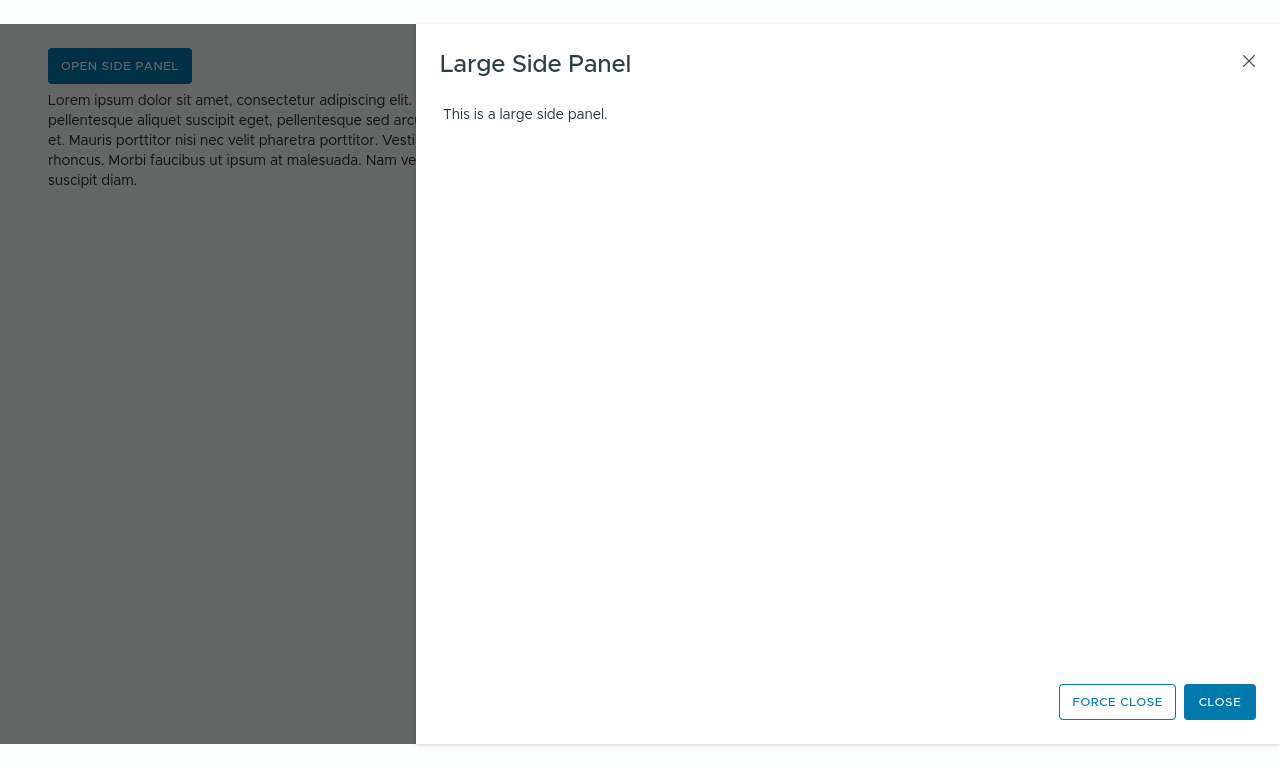 OPEN SIDE PANEL
Lorem ipsum dolor sit amet, consectetur adipiscing elit.
pellentesque aliquet suscipit eget, pellentesque sed arcu
et. Mauris porttitor nisi nec velit pharetra porttitor. Vesti
rhoncus. Morbi faucibus ut ipsum at malesuada. Nam ve
suscipit diam.
Large Side Panel
This is a large side panel.
FORCE CLOSE
CLOSE